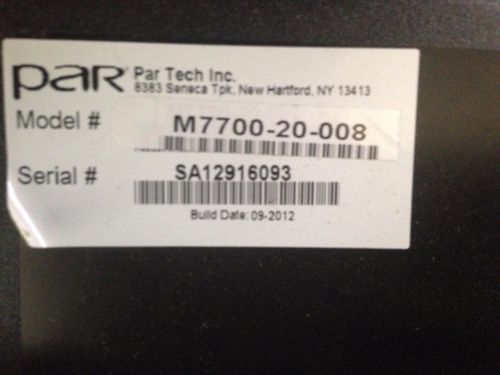 par Par Tech Inc.
8383 Seneca Tpk, New Hartford, NY 13413
Model # M7700-20-008
Serial # SA12916093
Build Date: 09-2012